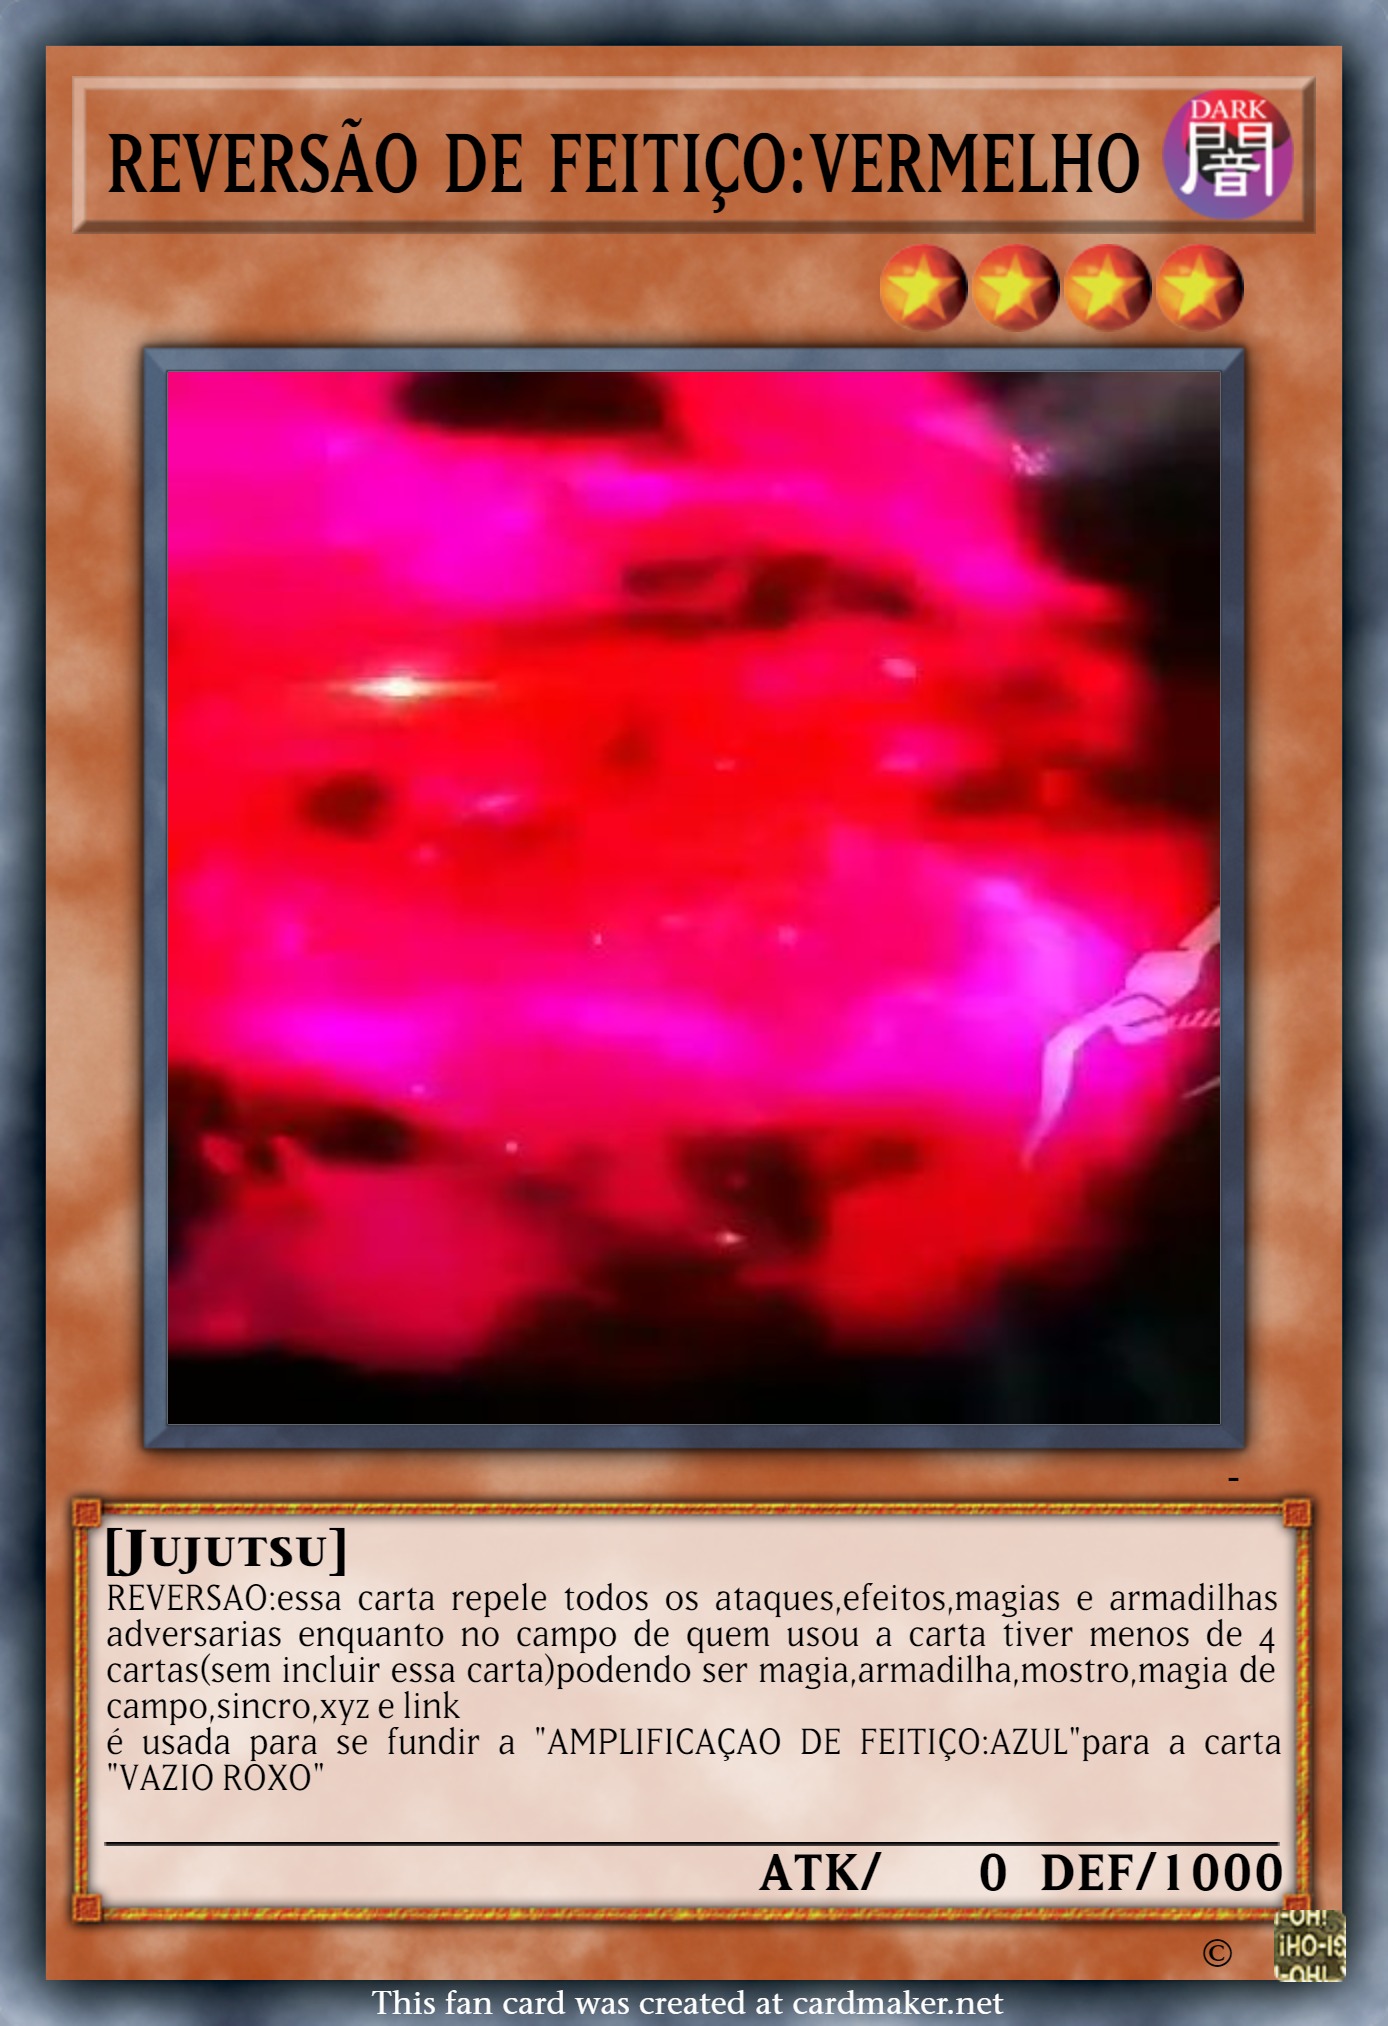 REVERSÃO DE FEITIÇO:VERMELHO
DARK
闇
-
[JUJUTSU]
REVERSAO:essa carta repele todos os ataques,efeitos,magias e armadilhas
adversarias enquanto no campo de quem usou a carta tiver menos de 4
cartas(sem incluir essa carta)podendo ser magia,armadilha,mostro,magia de
campo,sincro,xyz e link
é usada para se fundir a "AMPLIFICAÇAO DE FEITIÇO:AZUL"para a carta
"VAZIO ROXO"
ATK/ 0 DEF/1000
©
This fan card was created at cardmaker.net